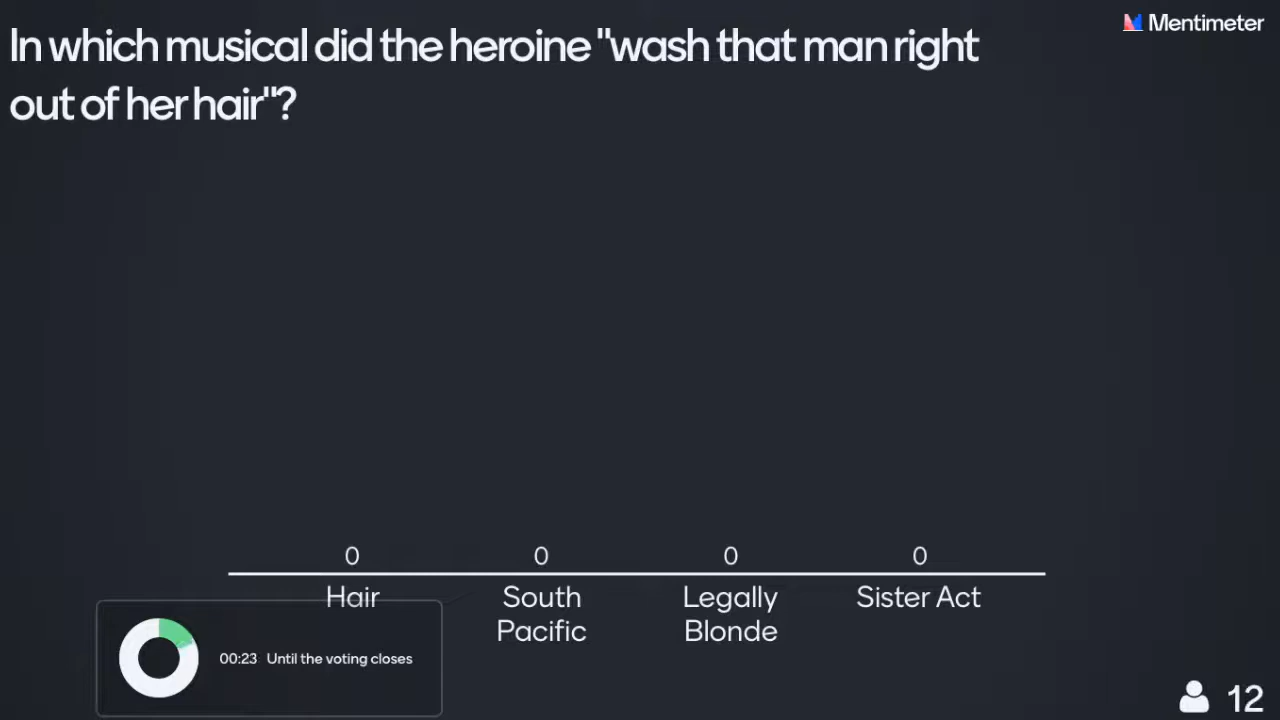 Mentimeter
In which musical did the heroine "wash that man right
out of her hair"?
0 0 0 0
Hair South Legally Sister Act
Pacific Blonde
00:23 Until the voting closes
12